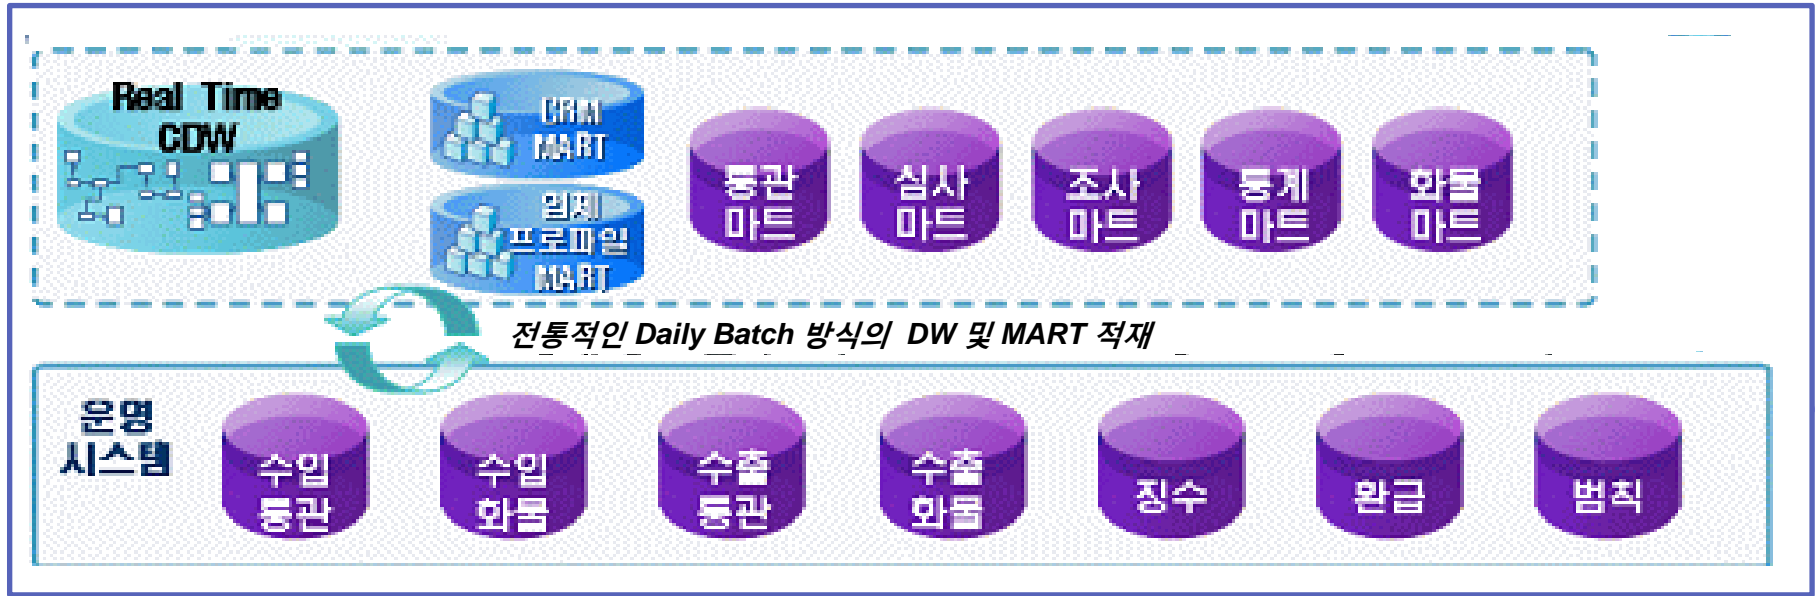 Real Time
CDW
CRM
MART
업체
프로파일
MART
통관
마트
심사
마트
조사
마트
통계
마트
화물
마트
전통적인 Daily Batch 방식의 DW 및 MART 적재
운영
시스템
수입
통관
수입
화물
수출
통관
수출
화물
징수
환급
범칙